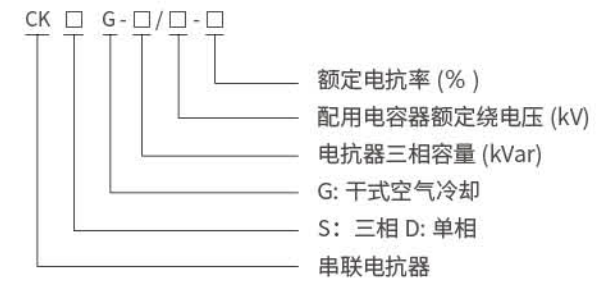 CK □ G - □ / □ - □
额定电抗率 (% )
配用电容器额定绕电压 (kV)
电抗器三相容量 (kVar)
G: 干式空气冷却
S：三相 D: 单相
串联电抗器